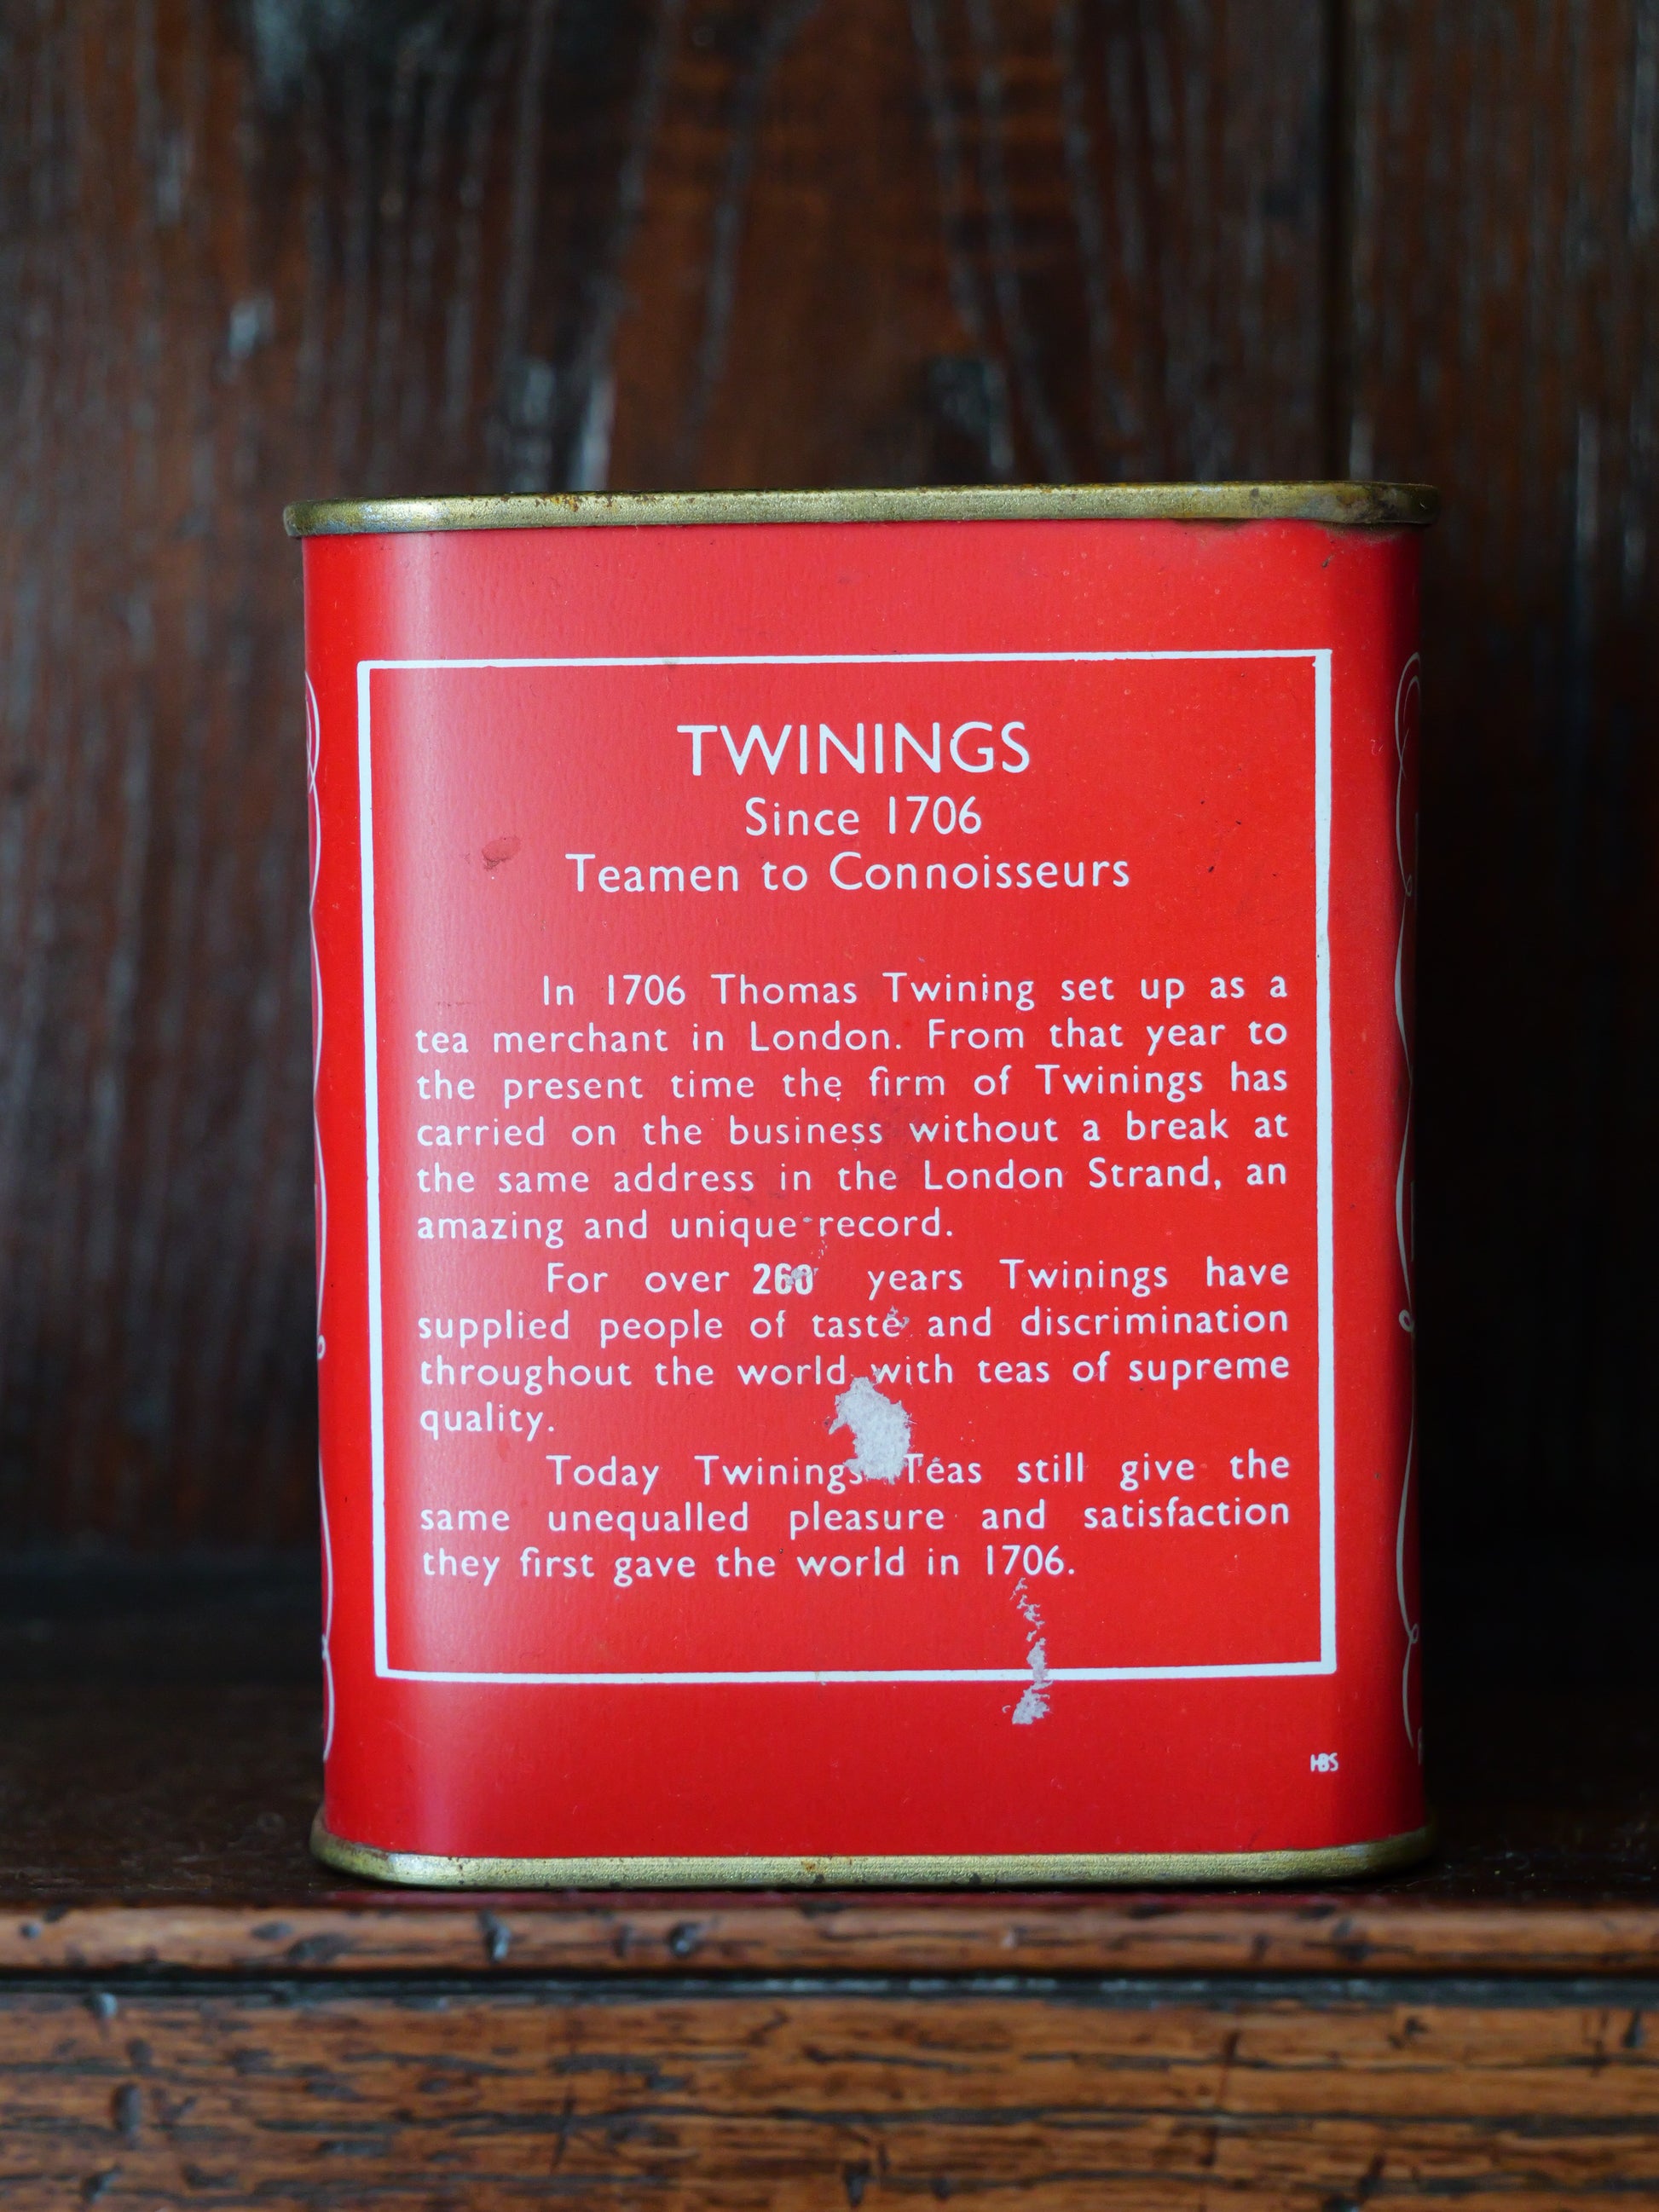 TWININGS
Since 1706
Teamen to Connoisseurs
In 1706 Thomas Twining set up as a
tea merchant in London. From that year to
the present time the firm of Twinings has
carried on the business without a break at
the same address in the London Strand, an
amazing and unique record.
For over 260 years Twinings have
supplied people of taste and discrimination
throughout the world with teas of supreme
quality.
Today Twinings Teas still give the
same unequalled pleasure and satisfaction
they first gave the world in 1706.
HBS